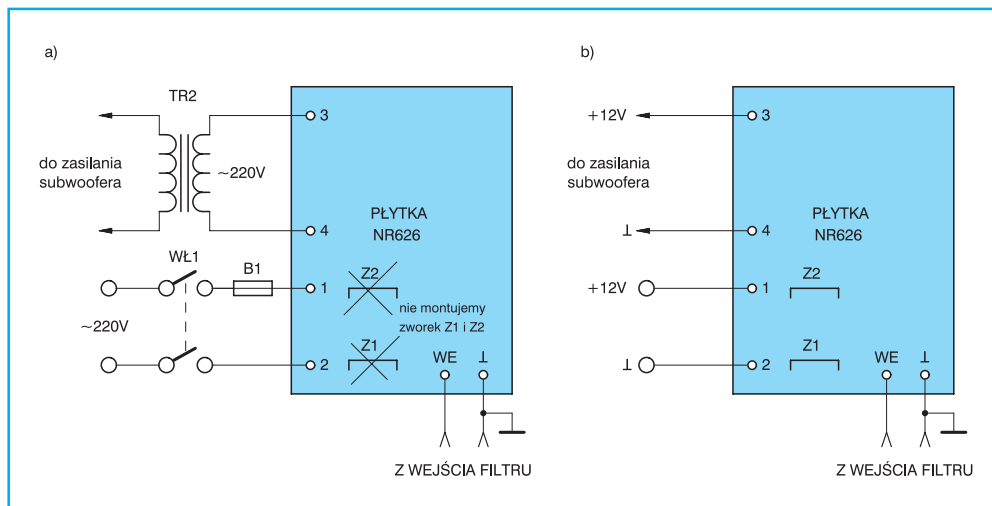 a)
TR2
3
do zasilania
subwoofera
~220V
4
PŁYTKA
NR626
WŁ1
B1
1
Z2
nie montujemy
zworek Z1 i Z2
~220V
2
Z1
WE
⊥
Z WEJŚCIA FILTRU
b)
+12V
3
do zasilania
subwoofera
⊥
4
PŁYTKA
NR626
+12V
1
Z2
⊥
2
Z1
WE
⊥
Z WEJŚCIA FILTRU